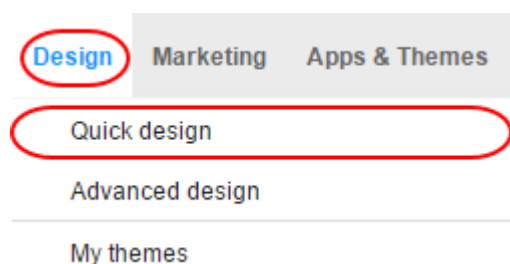 Design Marketing Apps & Themes
Quick design
Advanced design
My themes